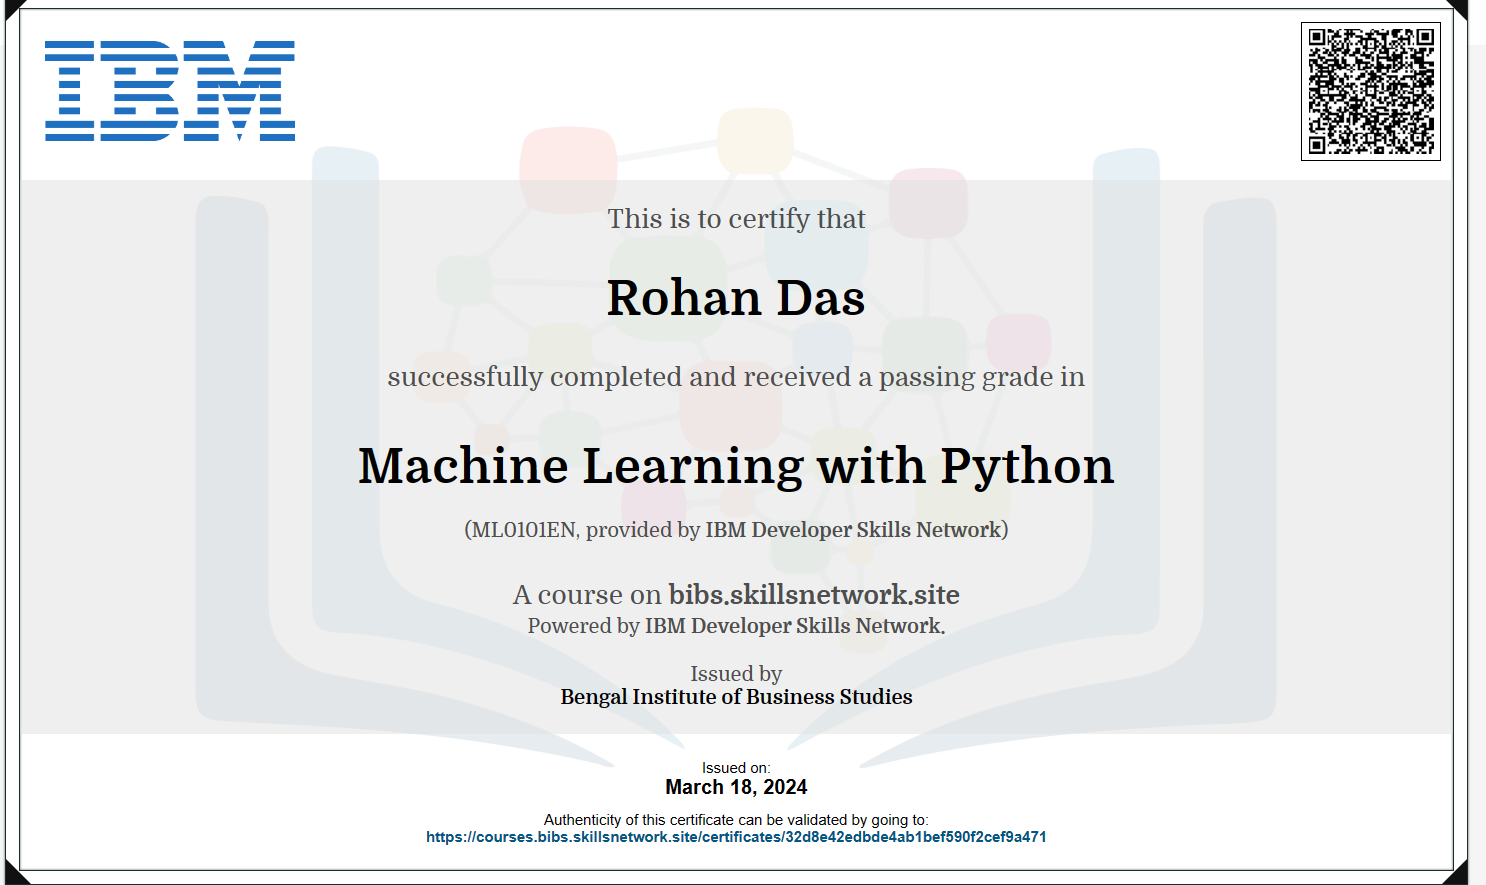 IBM
This is to certify that
Rohan Das
successfully completed and received a passing grade in
Machine Learning with Python
(ML0101EN, provided by IBM Developer Skills Network)
A course on bibs.skillsnetwork.site
Powered by IBM Developer Skills Network.
Issued by
Bengal Institute of Business Studies
Issued on:
March 18, 2024
Authenticity of this certificate can be validated by going to:
https://courses.bibs.skillsnetwork.site/certificates/32d8e42edbde4ab1bef590f2cef9a471